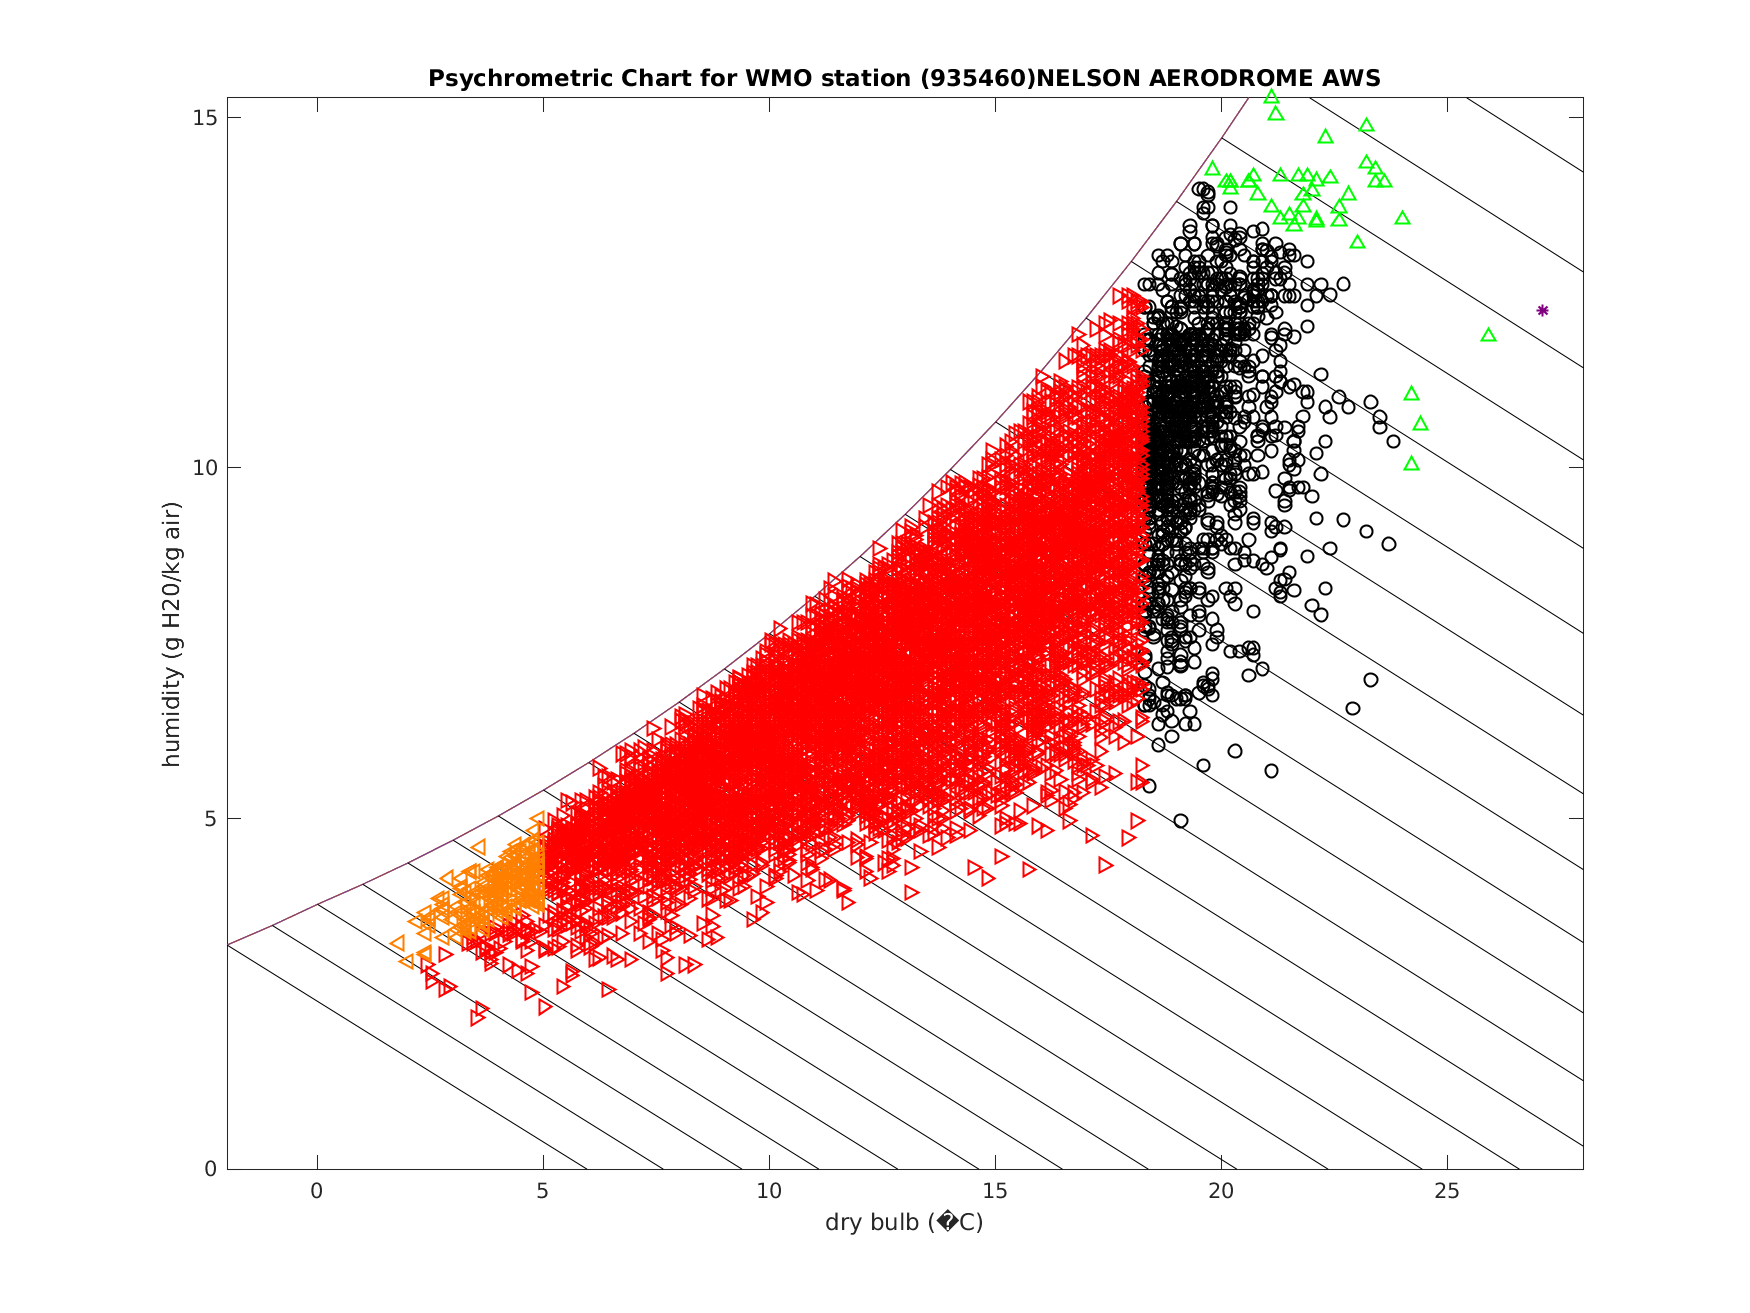 Psychrometric Chart for WMO station (935460)NELSON AERODROME AWS
humidity (g H20/kg air)
15
10
5
0
0 5 10 15 20 25
dry bulb (�C)